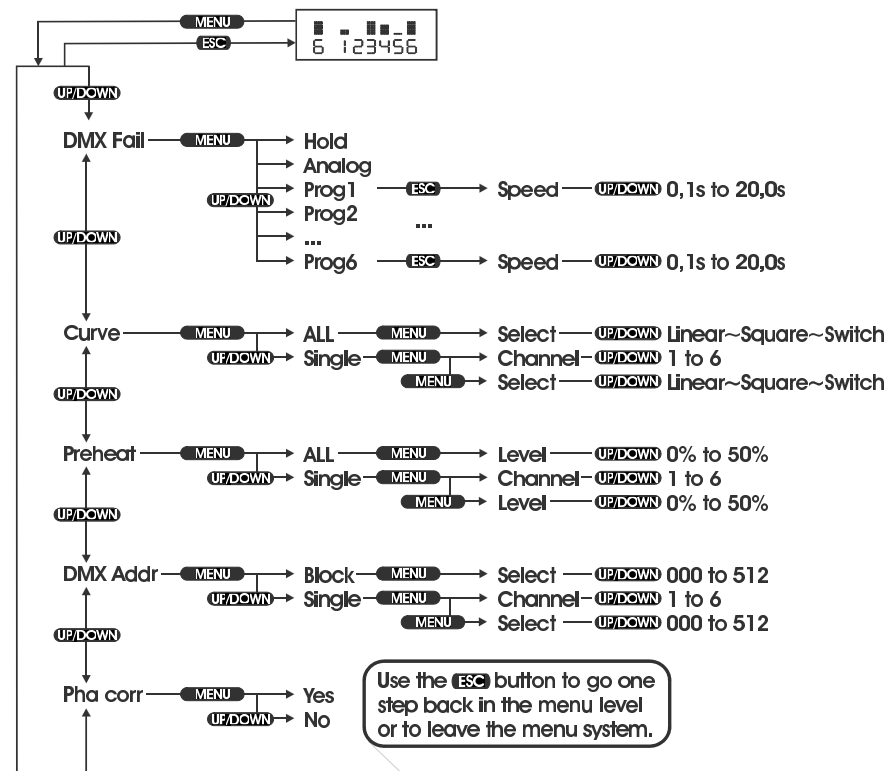 MENU
ESC
6 123456
UP/DOWN
DMX Fail MENU Hold
Analog
Prog1 ESC Speed UP/DOWN 0,1s to 20,0s
UP/DOWN
Prog2 ...
...
UP/DOWN
Prog6 ESC Speed UP/DOWN 0,1s to 20,0s
Curve MENU ALL MENU Select UP/DOWN Linear~Square~Switch
UP/DOWN Single MENU Channel UP/DOWN 1 to 6
MENU Select UP/DOWN Linear~Square~Switch
UP/DOWN
Preheat MENU ALL MENU Level UP/DOWN 0% to 50%
UP/DOWN Single MENU Channel UP/DOWN 1 to 6
MENU Level UP/DOWN 0% to 50%
UP/DOWN
DMX Addr MENU Block MENU Select UP/DOWN 000 to 512
UP/DOWN Single MENU Channel UP/DOWN 1 to 6
MENU Select UP/DOWN 000 to 512
UP/DOWN
Pha corr MENU Yes
UP/DOWN No
Use the ESC button to go one
step back in the menu level
or to leave the menu system.